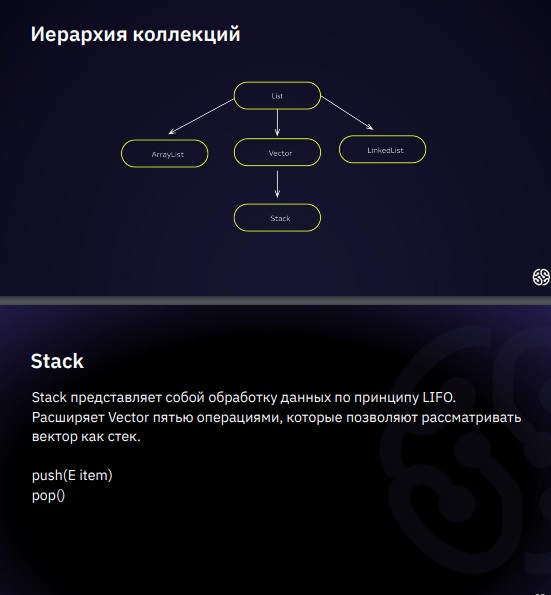 Иерархия коллекций
List
ArrayList
Vector
LinkedList
Stack
Stack
Stack представляет собой обработку данных по принципу LIFO.
Расширяет Vector пятью операциями, которые позволяют рассматривать
вектор как стек.
push(E item)
pop()